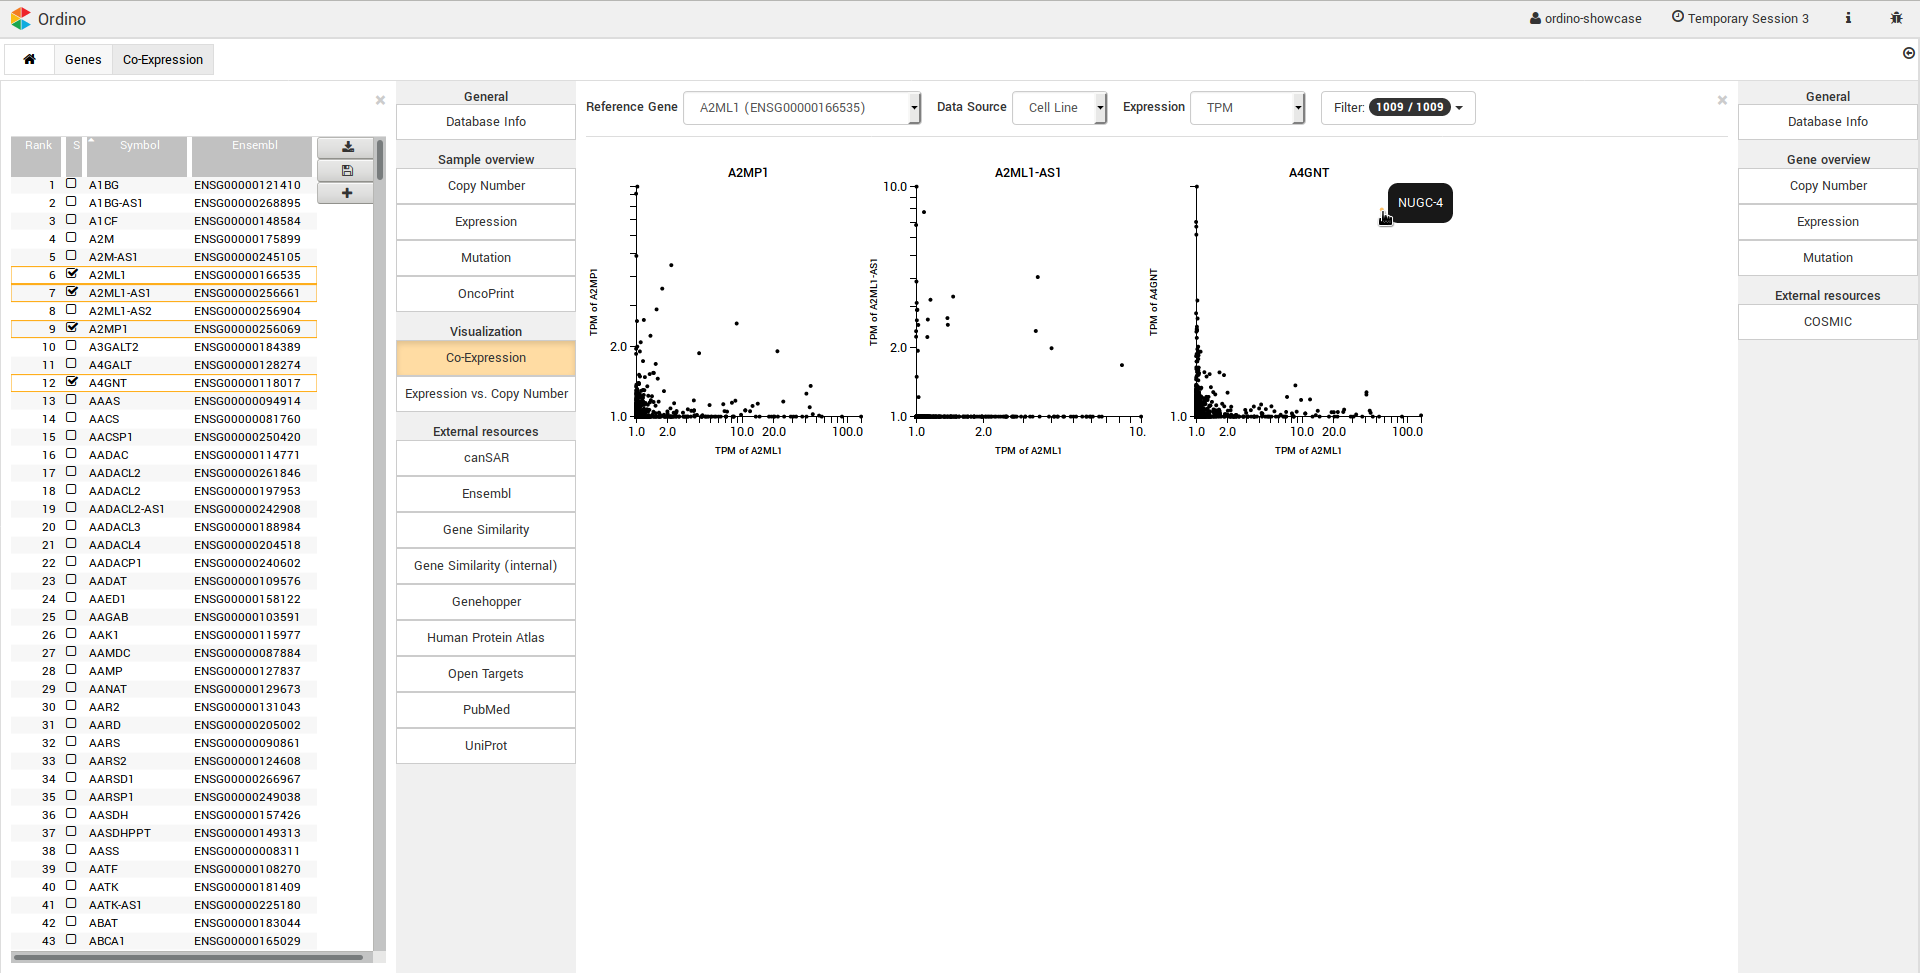 Ordino
ordino-showcase
Temporary Session 3
Genes
Co-Expression
Rank S Symbol Ensembl
1 A1BG ENSG00000121410
2 A1BG-AS1 ENSG00000268895
3 A1CF ENSG00000148584
4 A2M ENSG00000175899
5 A2M-AS1 ENSG00000245105
6 A2ML1 ENSG00000166535
7 A2ML1-AS1 ENSG00000256661
8 A2ML1-AS2 ENSG00000256904
9 A2MP1 ENSG00000256069
10 A3GALT2 ENSG00000184389
11 A4GALT ENSG00000128274
12 A4GNT ENSG00000118017
13 AAAS ENSG00000094914
14 AACS ENSG00000081760
15 AACSP1 ENSG00000250420
16 AADAC ENSG00000114771
17 AADACL2 ENSG00000261846
18 AADACL2 ENSG00000197953
19 AADACL2-AS1 ENSG00000242908
20 AADACL3 ENSG00000188984
21 AADACL4 ENSG00000204518
22 AADACP1 ENSG00000240602
23 AADAT ENSG00000109576
24 AAED1 ENSG00000158122
25 AAGAB ENSG00000103591
26 AAK1 ENSG00000115977
27 AAMDC ENSG00000087884
28 AAMP ENSG00000127837
29 AANAT ENSG00000129673
30 AAR2 ENSG00000131043
31 AARD ENSG00000205002
32 AARS ENSG00000090861
33 AARS2 ENSG00000124608
34 AARSD1 ENSG00000266967
35 AARSP1 ENSG00000249038
36 AASDH ENSG00000157426
37 AASDHPPT ENSG00000149313
38 AASS ENSG00000008311
39 AATF ENSG00000108270
40 AATK ENSG00000181409
41 AATK-AS1 ENSG00000225180
42 ABAT ENSG00000183044
43 ABCA1 ENSG00000165029
General
Database Info
Sample overview
Copy Number
Expression
Mutation
OncoPrint
Visualization
Co-Expression
Expression vs. Copy Number
External resources
canSAR
Ensembl
Gene Similarity
Gene Similarity (internal)
Genehopper
Human Protein Atlas
Open Targets
PubMed
UniProt
Reference Gene A2ML1 (ENSG00000166535) Data Source Cell Line Expression TPM Filter: 1009 / 1009
A2MP1
TPM of A2MP1
2.0
1.0
1.0 2.0 10.0 20.0 100.0
TPM of A2ML1
A2ML1-AS1
TPM of A2ML1-AS1
10.0
2.0
1.0
1.0 2.0 10.
TPM of A2ML1
A4GNT
NUGC-4
TPM of A4GNT
1.0
1.0 2.0 10.0 20.0 100.0
TPM of A2ML1
General
Database Info
Gene overview
Copy Number
Expression
Mutation
External resources
COSMIC